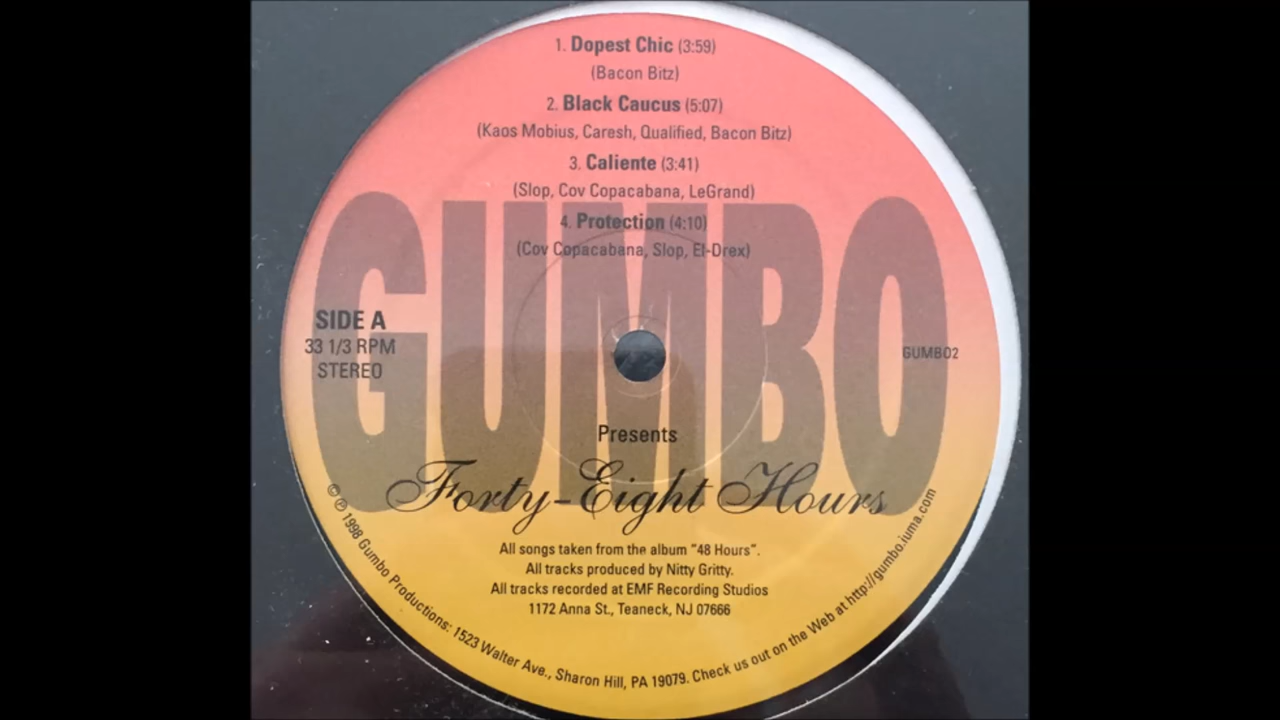 1. Dopest Chic (3:59)
(Bacon Bitz)
2. Black Caucus (5:07)
(Kaos Mobius, Caresh, Qualified, Bacon Bitz)
3. Caliente (3:41)
(Slop, Cov Copacabana, LeGrand)
4. Protection (4:10)
(Cov Copacabana, Slop, El-Drex)
GUMBO
SIDE A
33 1/3 RPM
STEREO
GUMBO2
Presents
Forty-Eight Hours
All songs taken from the album "48 Hours".
All tracks produced by Nitty Gritty.
All tracks recorded at EMF Recording Studios
1172 Anna St., Teaneck, NJ 07666
© ℗ 1998 Gumbo Productions: 1523 Walter Ave., Sharon Hill, PA 19079. Check us out on the Web at http://gumbo.iuma.com